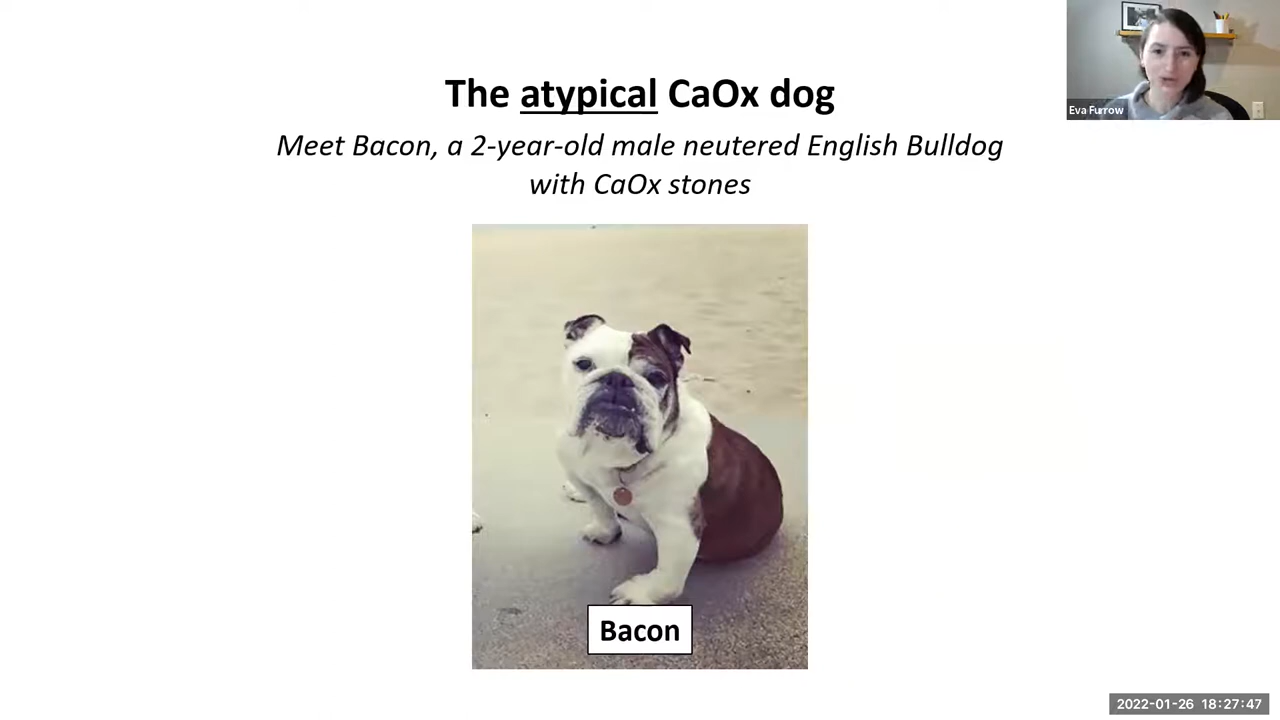 The atypical CaOx dog
Meet Bacon, a 2-year-old male neutered English Bulldog
with CaOx stones
Eva Furrow
Bacon
2022-01-26 18:27:47